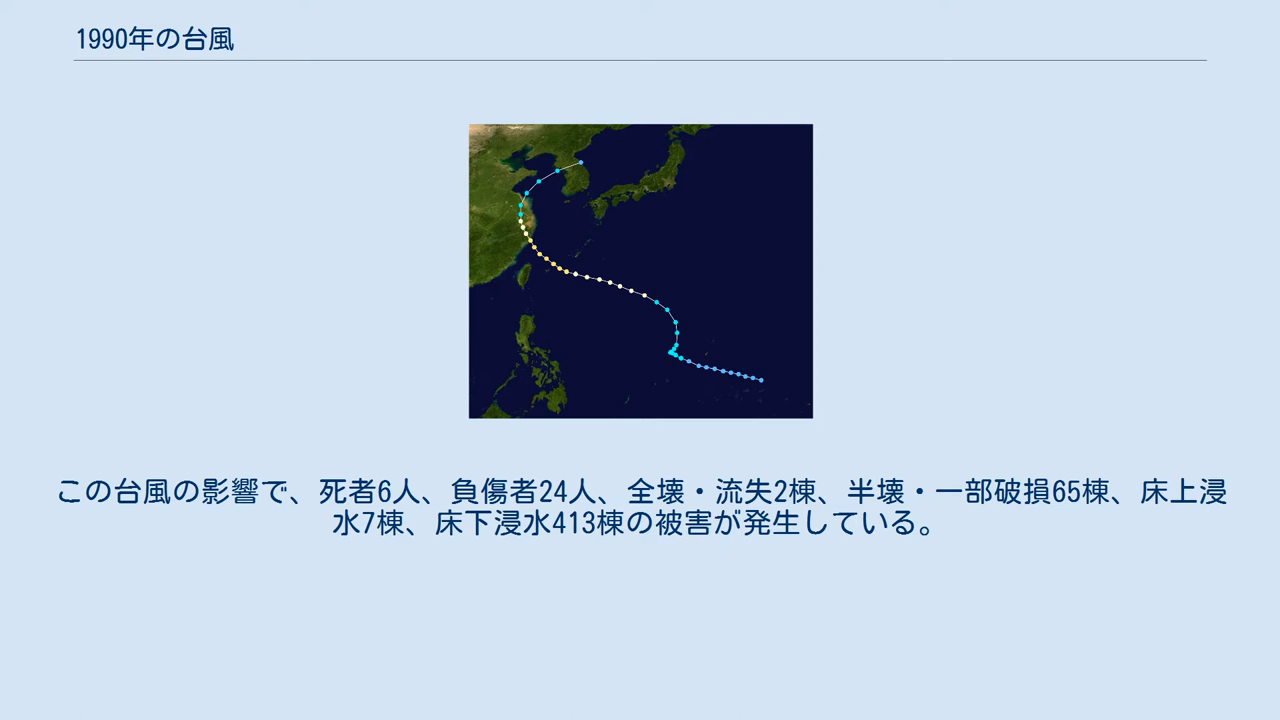 1990年の台風
この台風の影響で、死者6人、負傷者24人、全壊・流失2棟、半壊・一部破損65棟、床上浸
水7棟、床下浸水413棟の被害が発生している。